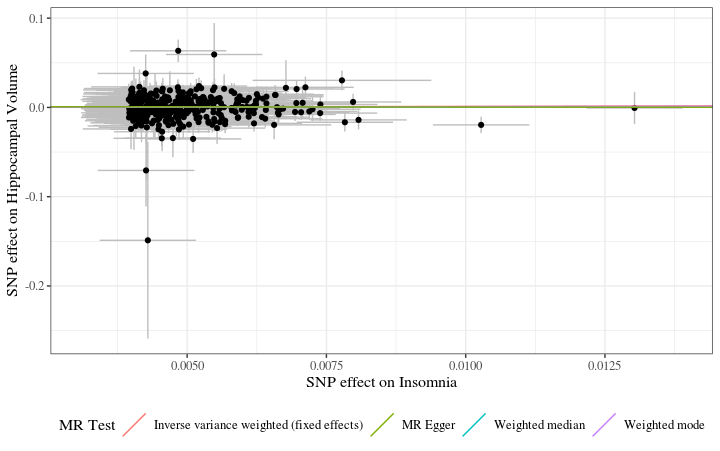 0.1
0.0
-0.1
-0.2
SNP effect on Hippocampal Volume
0.0050 0.0075 0.0100 0.0125
SNP effect on Insomnia
MR Test Inverse variance weighted (fixed effects) MR Egger Weighted median Weighted mode